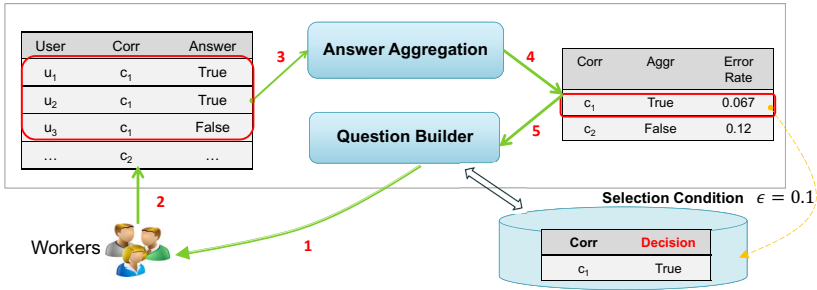 User Corr Answer
u1 c1 True
u2 c1 True
u3 c1 False
... c2 ...
3
Answer Aggregation
4
Corr Aggr Error Rate
c1 True 0.067
c2 False 0.12
5
Question Builder
2
1
Workers
Selection Condition ϵ = 0.1
Corr Decision
c1 True